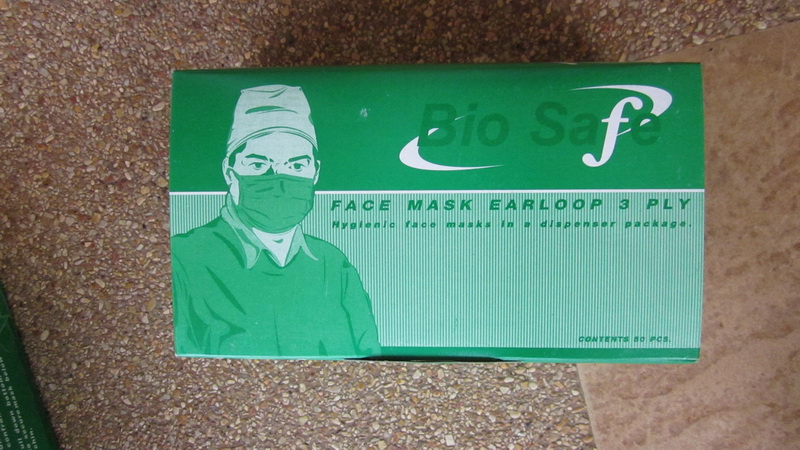 Bio Safe
FACE MASK EARLOOP 3 PLY
Hygienic face masks in a dispenser package.
CONTENTS 50 PCS.